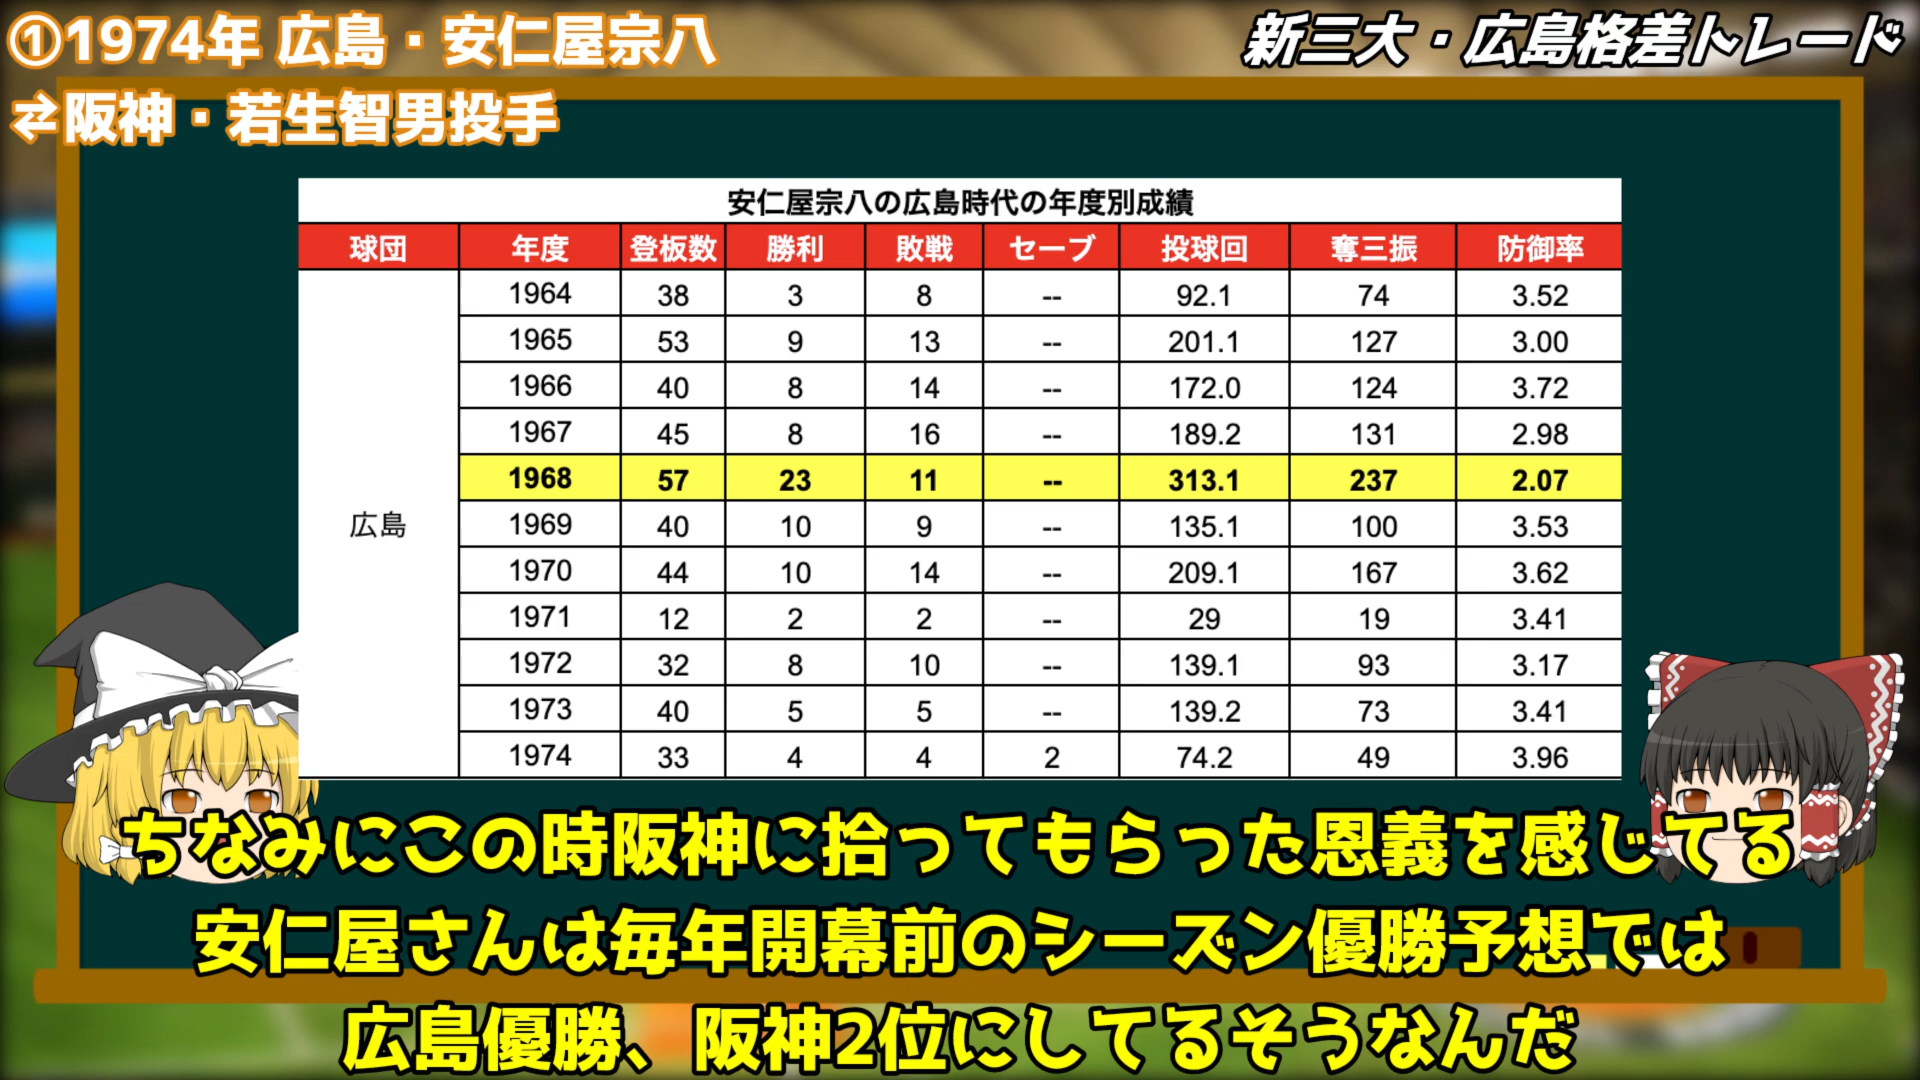 ①1974年 広島・安仁屋宗八
⇄阪神・若生智男投手
新三大・広島格差トレード
安仁屋宗八の広島時代の年度別成績
球団 年度 登板数 勝利 敗戦 セーブ 投球回 奪三振 防御率
1964 38 3 8 -- 92.1 74 3.52
1965 53 9 13 -- 201.1 127 3.00
1966 40 8 14 -- 172.0 124 3.72
1967 45 8 16 -- 189.2 131 2.98
1968 57 23 11 -- 313.1 237 2.07
広島 1969 40 10 9 -- 135.1 100 3.53
1970 44 10 14 -- 209.1 167 3.62
1971 12 2 2 -- 29 19 3.41
1972 32 8 10 -- 139.1 93 3.17
1973 40 5 5 -- 139.2 73 3.41
1974 33 4 4 2 74.2 49 3.96
ちなみにこの時阪神に拾ってもらった恩義を感じてる
安仁屋さんは毎年開幕前のシーズン優勝予想では
広島優勝、阪神2位にしてるそうなんだ